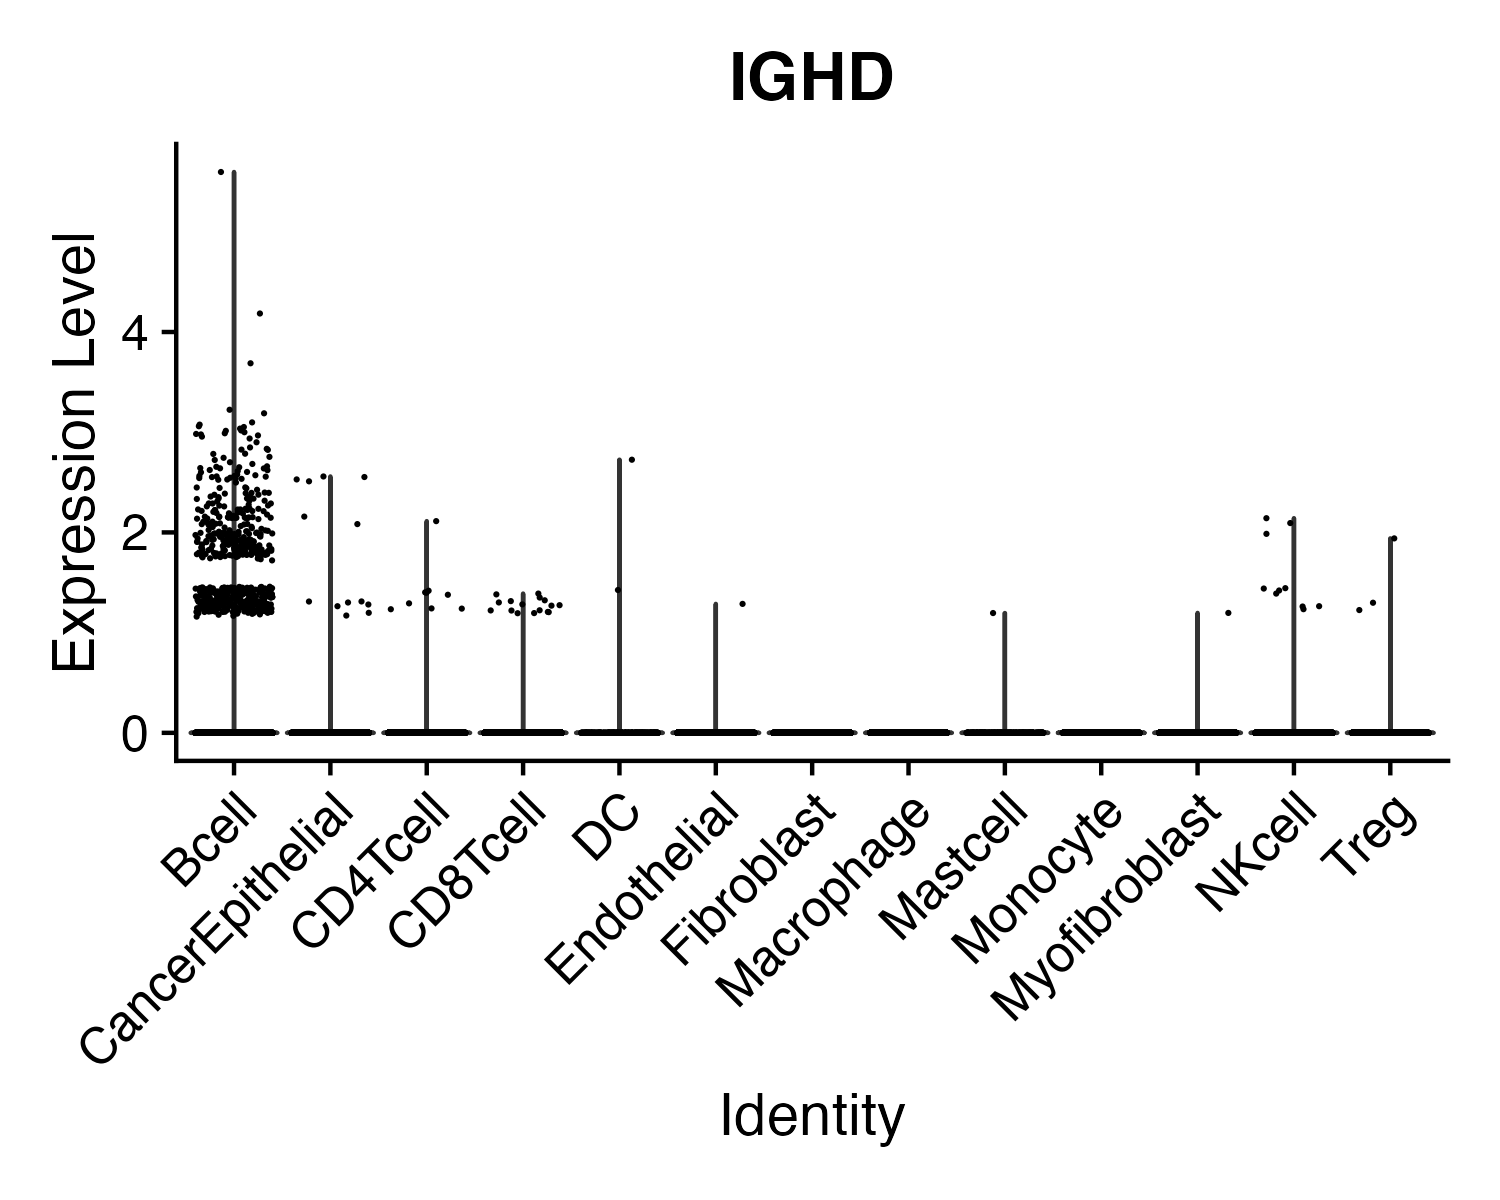 IGHD
Expression Level
4
2
0
Bcell
CancerEpithelial
CD4Tcell
CD8Tcell
DC
Endothelial
Fibroblast
Macrophage
Mastcell
Monocyte
Myofibroblast
NKcell
Treg
Identity